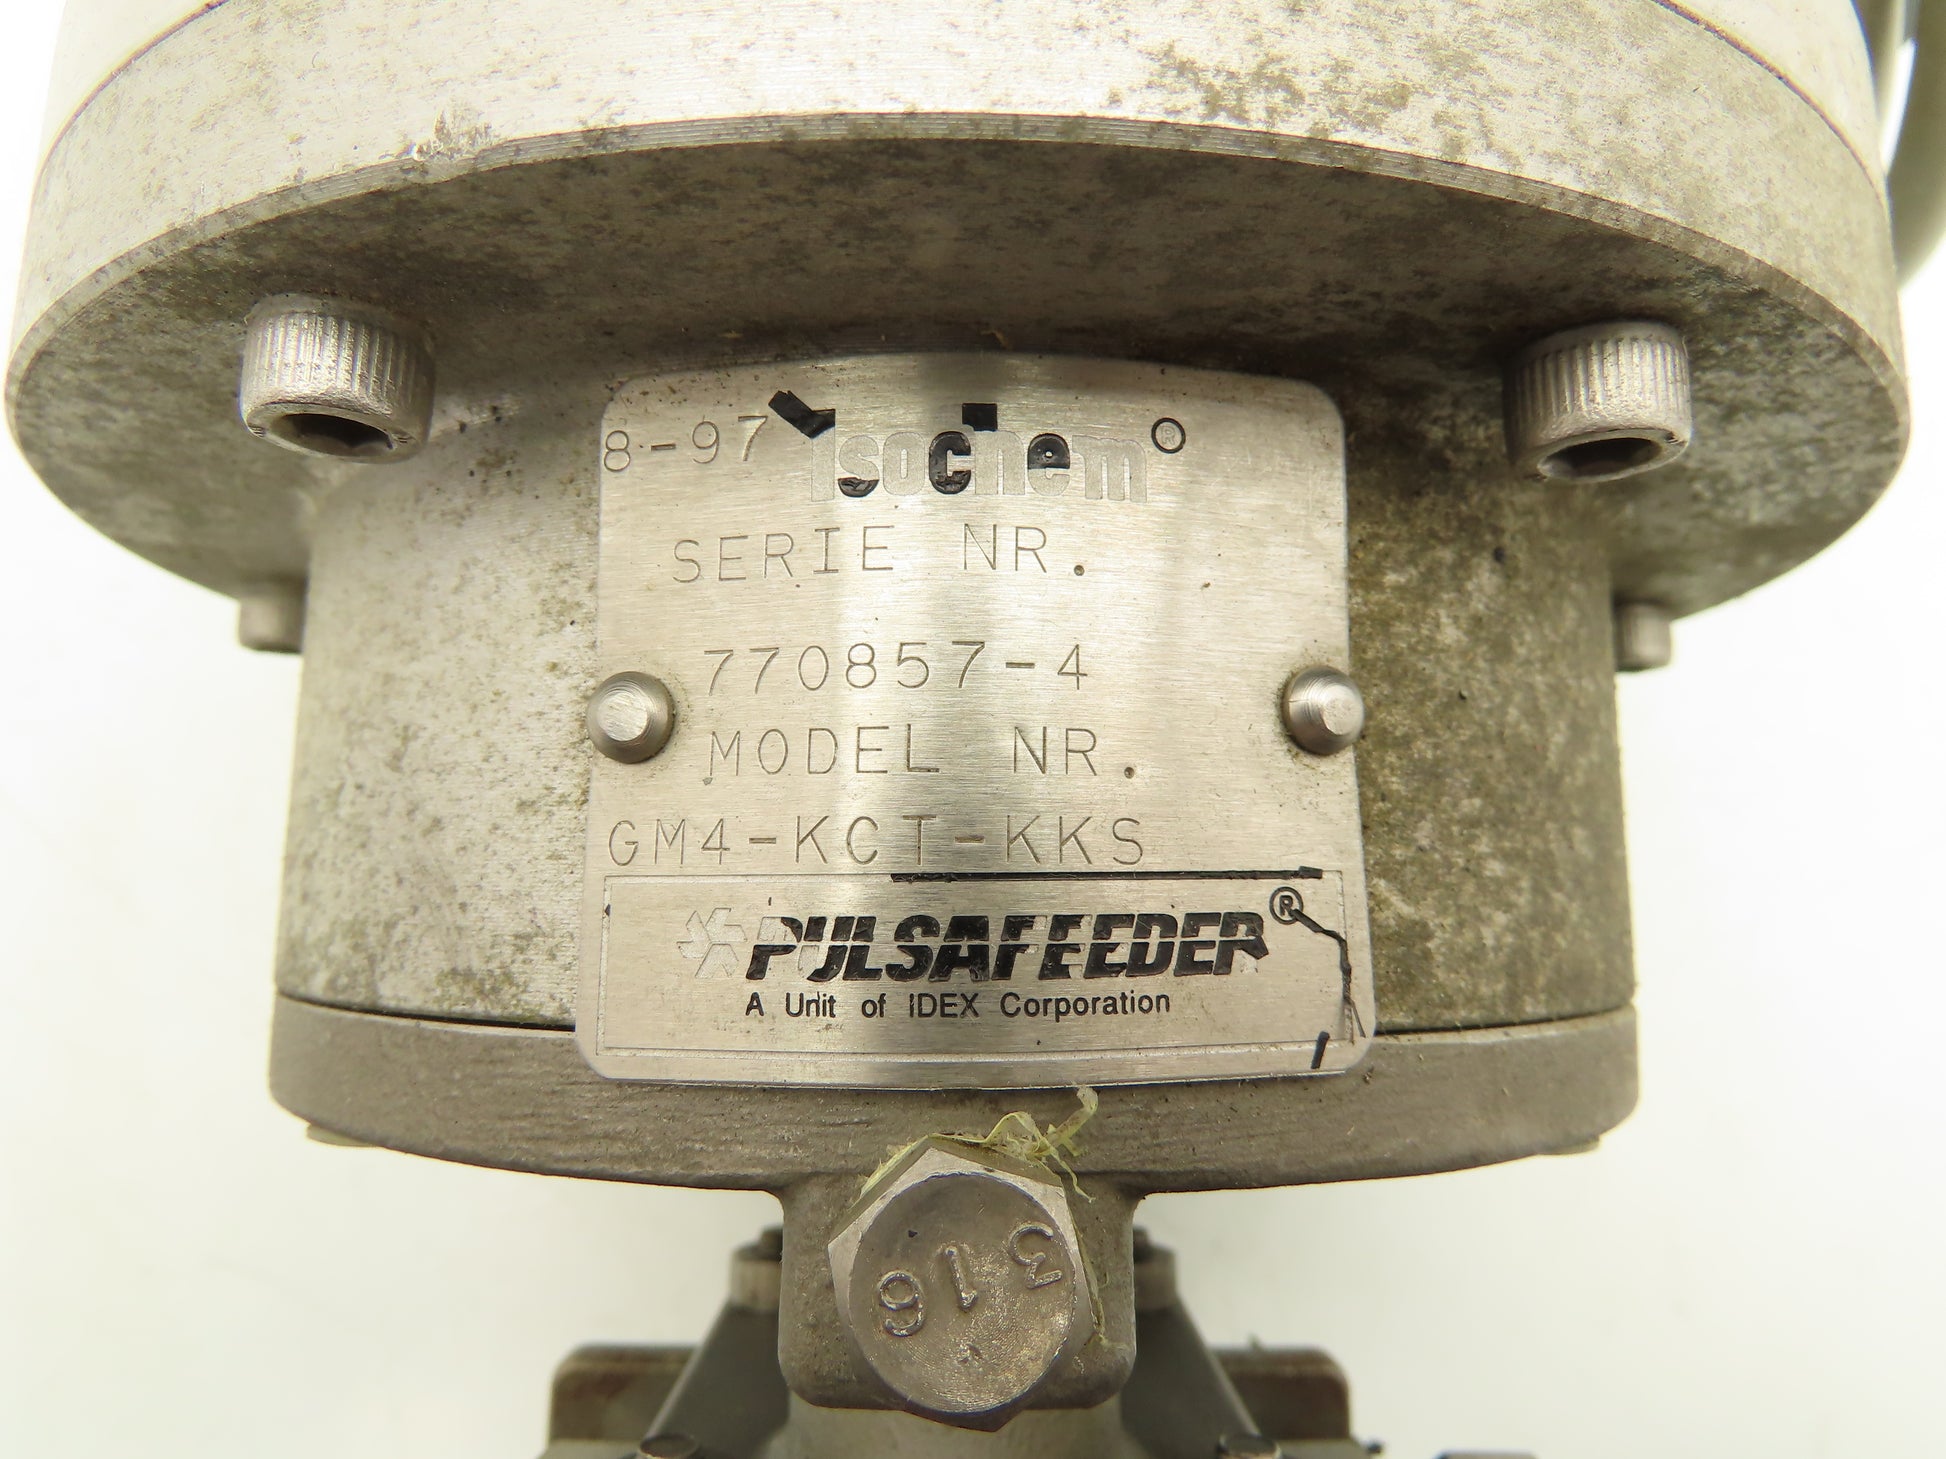 8-97 Isochem®
SERIE NR.
770857-4
MODEL NR.
GM4-KCT-KKS
PULSAFEEDER®
A Unit of IDEX Corporation
316